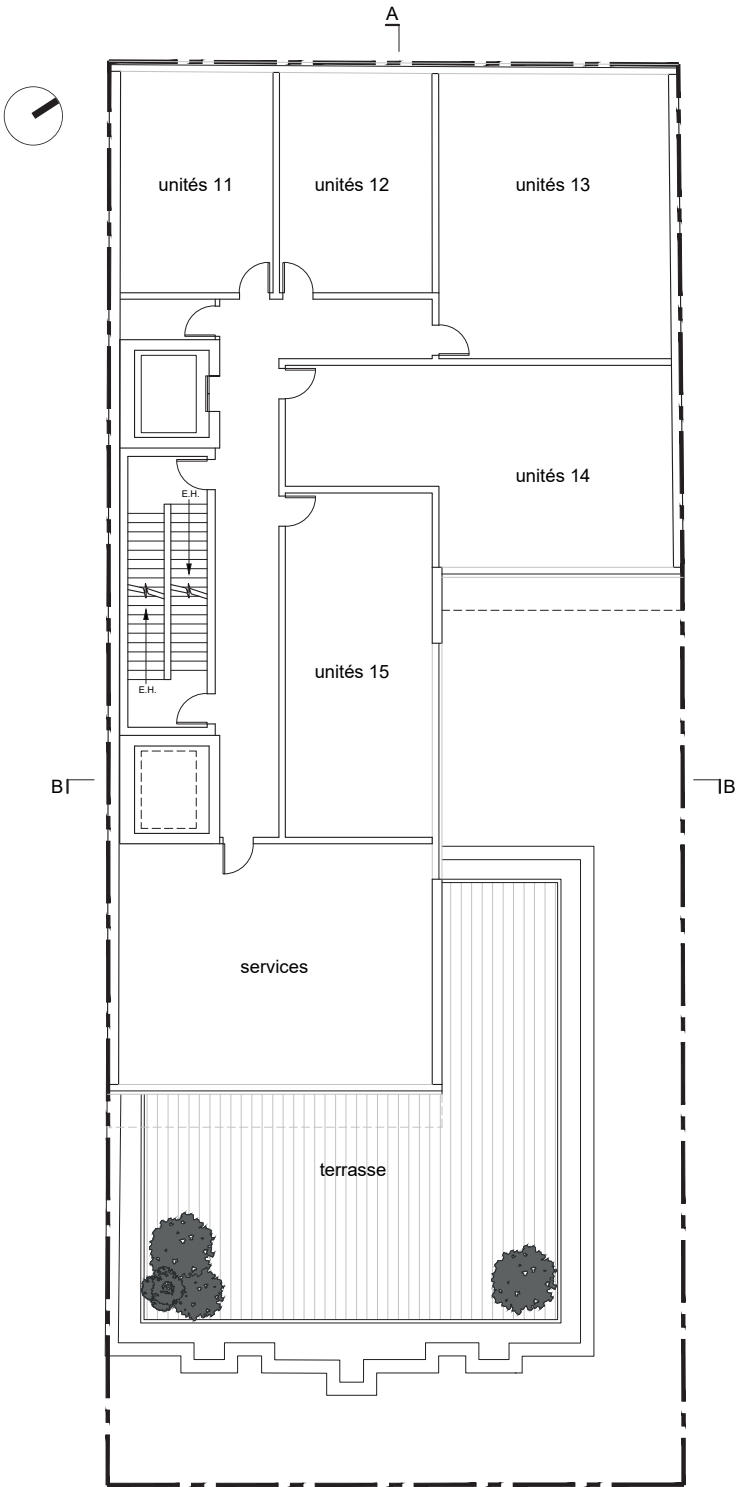 A
unités 11
unités 12
unités 13
unités 14
E.H.
unités 15
E.H.
B
B
services
terrasse